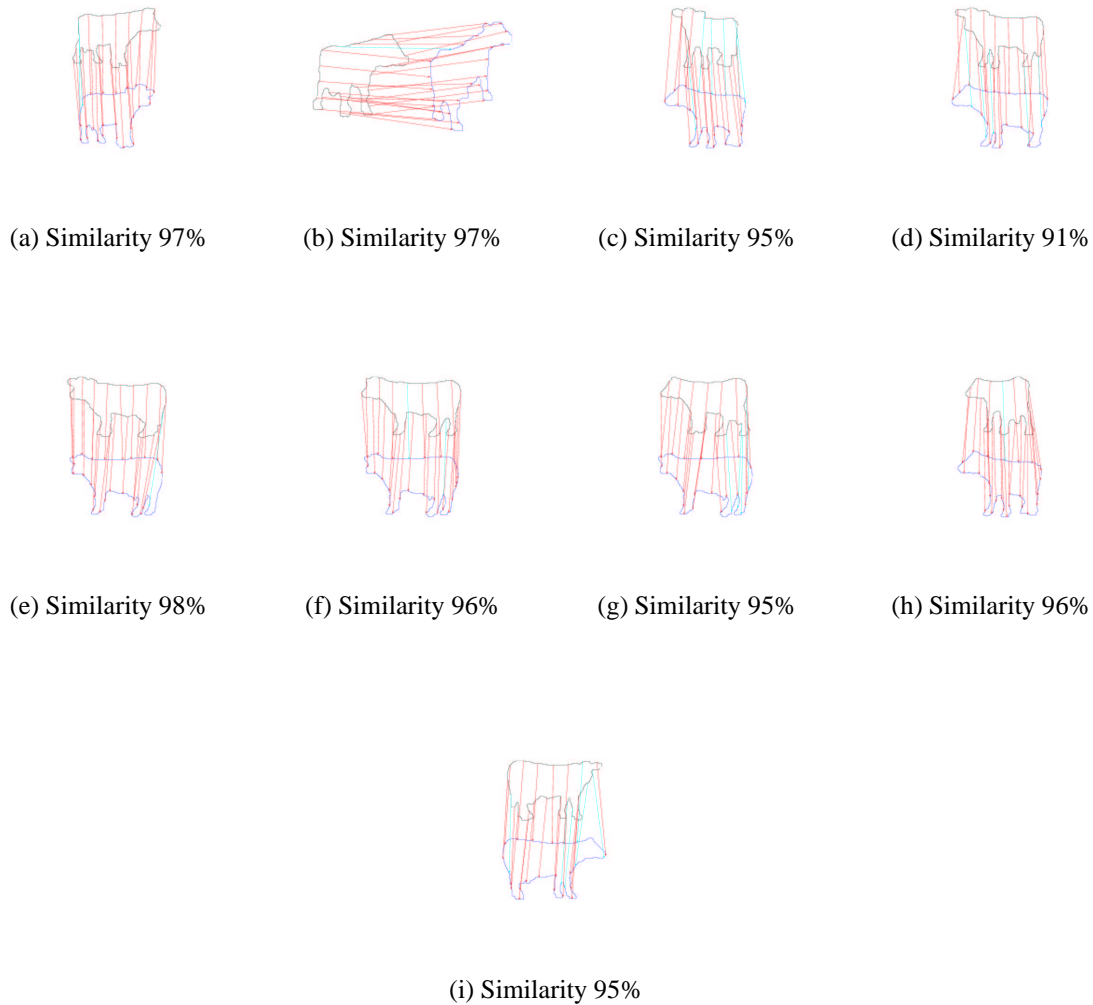 (a) Similarity 97%
(b) Similarity 97%
(c) Similarity 95%
(d) Similarity 91%
(e) Similarity 98%
(f) Similarity 96%
(g) Similarity 95%
(h) Similarity 96%
(i) Similarity 95%